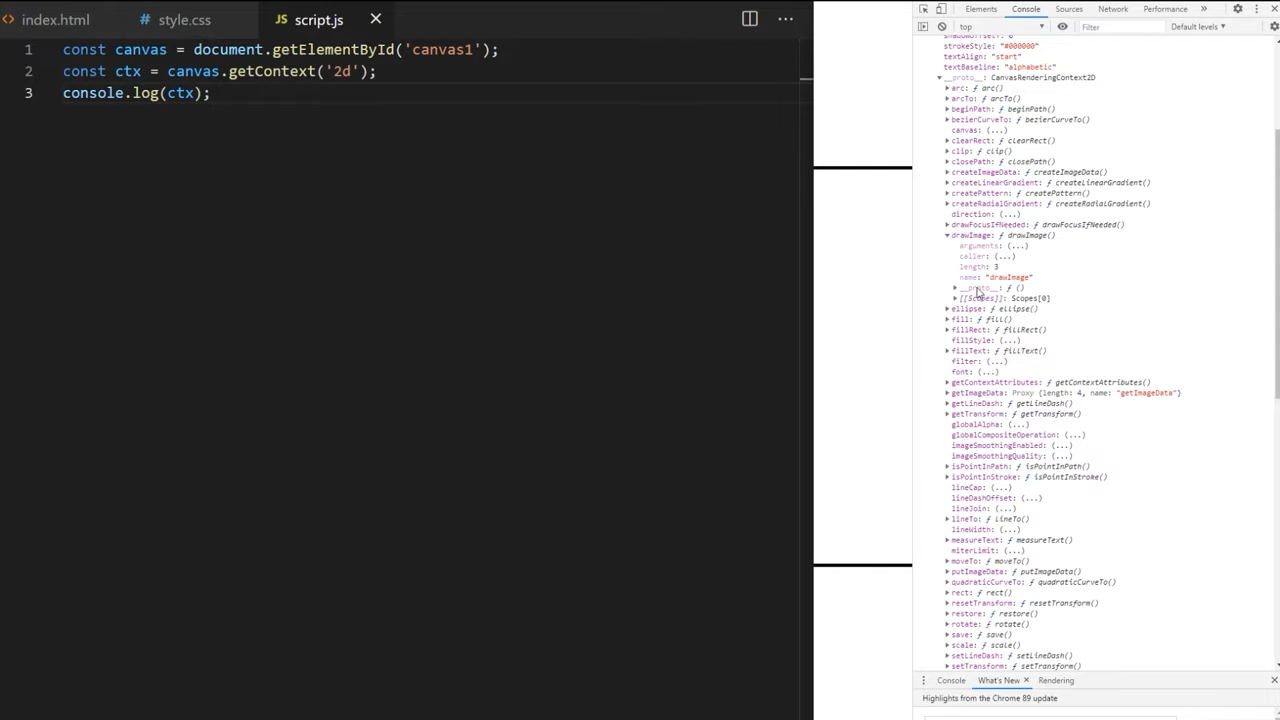 index.html style.css script.js
1 const canvas = document.getElementById('canvas1');
2 const ctx = canvas.getContext('2d');
3 console.log(ctx);
Elements Console Sources Network Performance »
top Filter Default levels
shadowOffsetY: 0
strokeStyle: "#000000"
textAlign: "start"
textBaseline: "alphabetic"
__proto__: CanvasRenderingContext2D
arc: ƒ arc()
arcTo: ƒ arcTo()
beginPath: ƒ beginPath()
bezierCurveTo: ƒ bezierCurveTo()
canvas: (...)
clearRect: ƒ clearRect()
clip: ƒ clip()
closePath: ƒ closePath()
createImageData: ƒ createImageData()
createLinearGradient: ƒ createLinearGradient()
createPattern: ƒ createPattern()
createRadialGradient: ƒ createRadialGradient()
direction: (...)
drawFocusIfNeeded: ƒ drawFocusIfNeeded()
drawImage: ƒ drawImage()
arguments: (...)
caller: (...)
length: 3
name: "drawImage"
__proto__: ƒ ()
[[Scopes]]: Scopes[0]
ellipse: ƒ ellipse()
fill: ƒ fill()
fillRect: ƒ fillRect()
fillStyle: (...)
fillText: ƒ fillText()
filter: (...)
font: (...)
getContextAttributes: ƒ getContextAttributes()
getImageData: Proxy {length: 4, name: "getImageData"}
getLineDash: ƒ getLineDash()
getTransform: ƒ getTransform()
globalAlpha: (...)
globalCompositeOperation: (...)
imageSmoothingEnabled: (...)
imageSmoothingQuality: (...)
isPointInPath: ƒ isPointInPath()
isPointInStroke: ƒ isPointInStroke()
lineCap: (...)
lineDashOffset: (...)
lineJoin: (...)
lineTo: ƒ lineTo()
lineWidth: (...)
measureText: ƒ measureText()
miterLimit: (...)
moveTo: ƒ moveTo()
putImageData: ƒ putImageData()
quadraticCurveTo: ƒ quadraticCurveTo()
rect: ƒ rect()
resetTransform: ƒ resetTransform()
restore: ƒ restore()
rotate: ƒ rotate()
save: ƒ save()
scale: ƒ scale()
setLineDash: ƒ setLineDash()
setTransform: ƒ setTransform()
Console What's New Rendering
Highlights from the Chrome 89 update